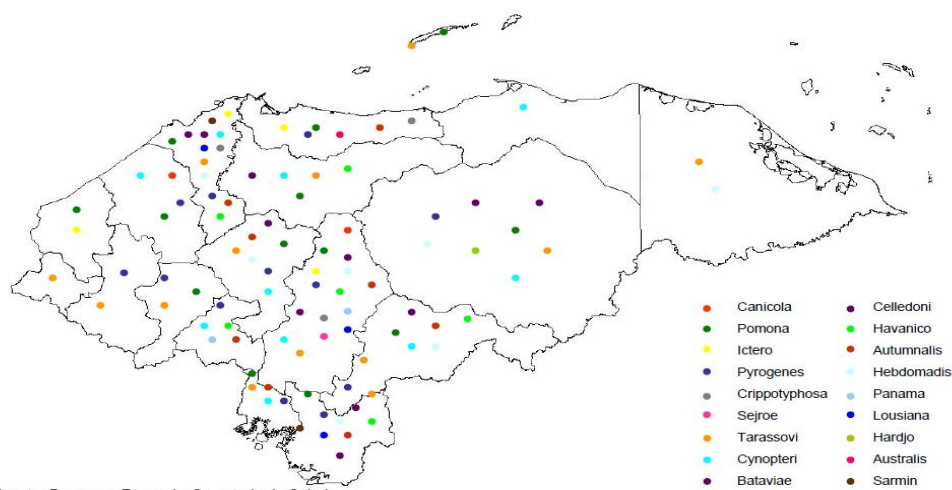 Canicola Celledoni
Pomona Havanico
Ictero Autumnalis
Pyrogenes Hebdomadis
Crippotyphosa Panama
Sejroe Lousiana
Tarassovi Hardjo
Cynopteri Australis
Bataviae Sarmin